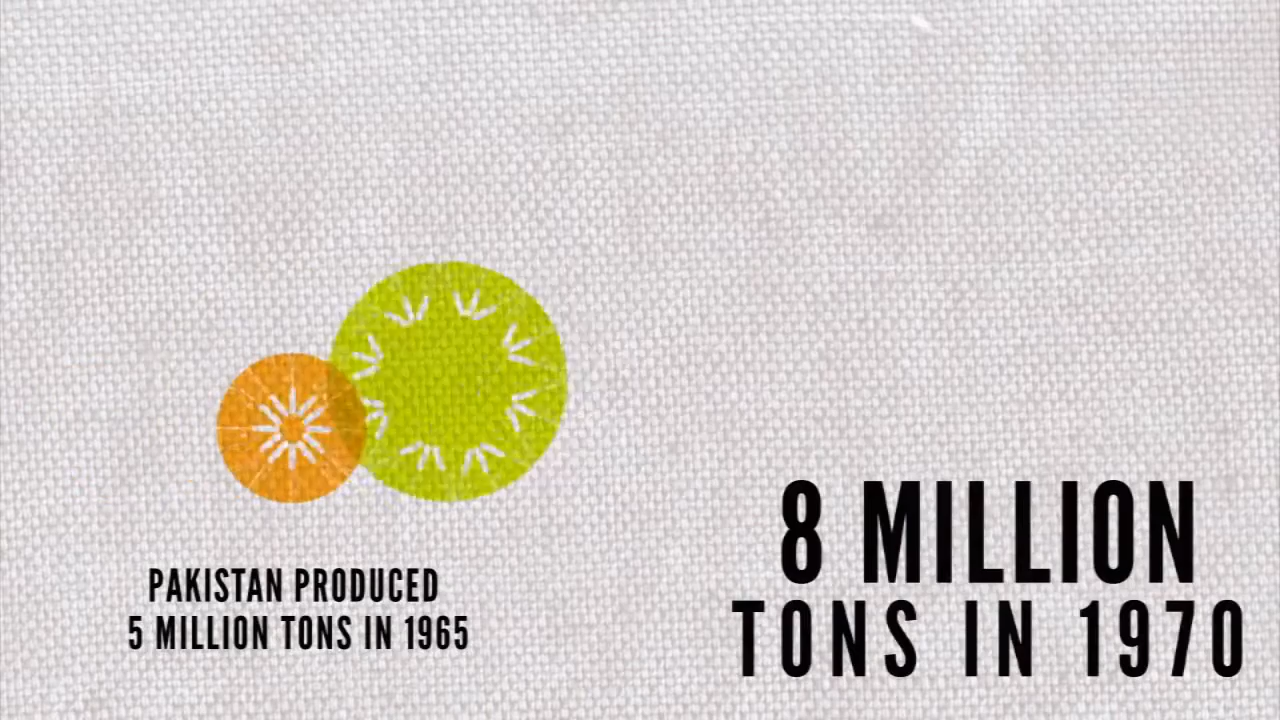 PAKISTAN PRODUCED
5 MILLION TONS IN 1965
8 MILLION
TONS IN 1970